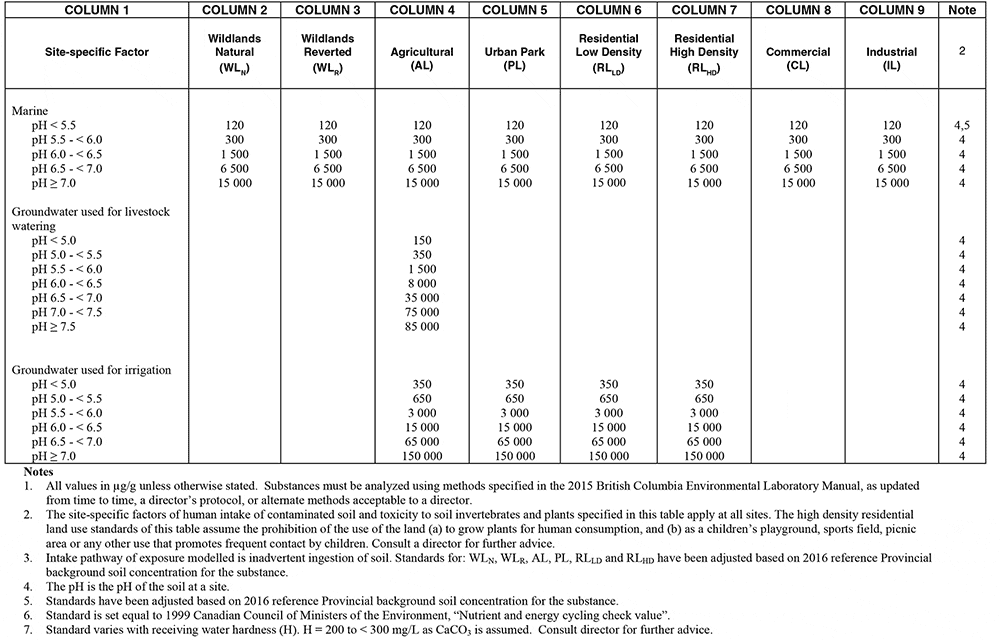 COLUMN 1 COLUMN 2 COLUMN 3 COLUMN 4 COLUMN 5 COLUMN 6 COLUMN 7 COLUMN 8 COLUMN 9 Note
Site-specific Factor Wildlands Natural (WLN) Wildlands Reverted (WLR) Agricultural (AL) Urban Park (PL) Residential Low Density (RLLD) Residential High Density (RLHD) Commercial (CL) Industrial (IL) 2
Marine
pH < 5.5 120 120 120 120 120 120 120 120 4,5
pH 5.5 - < 6.0 300 300 300 300 300 300 300 300 4
pH 6.0 - < 6.5 1 500 1 500 1 500 1 500 1 500 1 500 1 500 1 500 4
pH 6.5 - < 7.0 6 500 6 500 6 500 6 500 6 500 6 500 6 500 6 500 4
pH ≥ 7.0 15 000 15 000 15 000 15 000 15 000 15 000 15 000 15 000 4
Groundwater used for livestock
watering
pH < 5.0 150 4
pH 5.0 - < 5.5 350 4
pH 5.5 - < 6.0 1 500 4
pH 6.0 - < 6.5 8 000 4
pH 6.5 - < 7.0 35 000 4
pH 7.0 - < 7.5 75 000 4
pH ≥ 7.5 85 000 4
Groundwater used for irrigation
pH < 5.0 350 350 350 350 4
pH 5.0 - < 5.5 650 650 650 650 4
pH 5.5 - < 6.0 3 000 3 000 3 000 3 000 4
pH 6.0 - < 6.5 15 000 15 000 15 000 15 000 4
pH 6.5 - < 7.0 65 000 65 000 65 000 65 000 4
pH ≥ 7.0 150 000 150 000 150 000 150 000 4
Notes
1. All values in µg/g unless otherwise stated. Substances must be analyzed using methods specified in the 2015 British Columbia Environmental Laboratory Manual, as updated
from time to time, a director's protocol, or alternate methods acceptable to a director.
2. The site-specific factors of human intake of contaminated soil and toxicity to soil invertebrates and plants specified in this table apply at all sites. The high density residential
land use standards of this table assume the prohibition of the use of the land (a) to grow plants for human consumption, and (b) as a children's playground, sports field, picnic
area or any other use that promotes frequent contact by children. Consult a director for further advice.
3. Intake pathway of exposure modelled is inadvertent ingestion of soil. Standards for: WLN, WLR, AL, PL, RLLD and RLHD have been adjusted based on 2016 reference Provincial
background soil concentration for the substance.
4. The pH is the pH of the soil at a site.
5. Standards have been adjusted based on 2016 reference Provincial background soil concentration for the substance.
6. Standard is set equal to 1999 Canadian Council of Ministers of the Environment, "Nutrient and energy cycling check value".
7. Standard varies with receiving water hardness (H). H = 200 to < 300 mg/L as CaCO3 is assumed. Consult director for further advice.